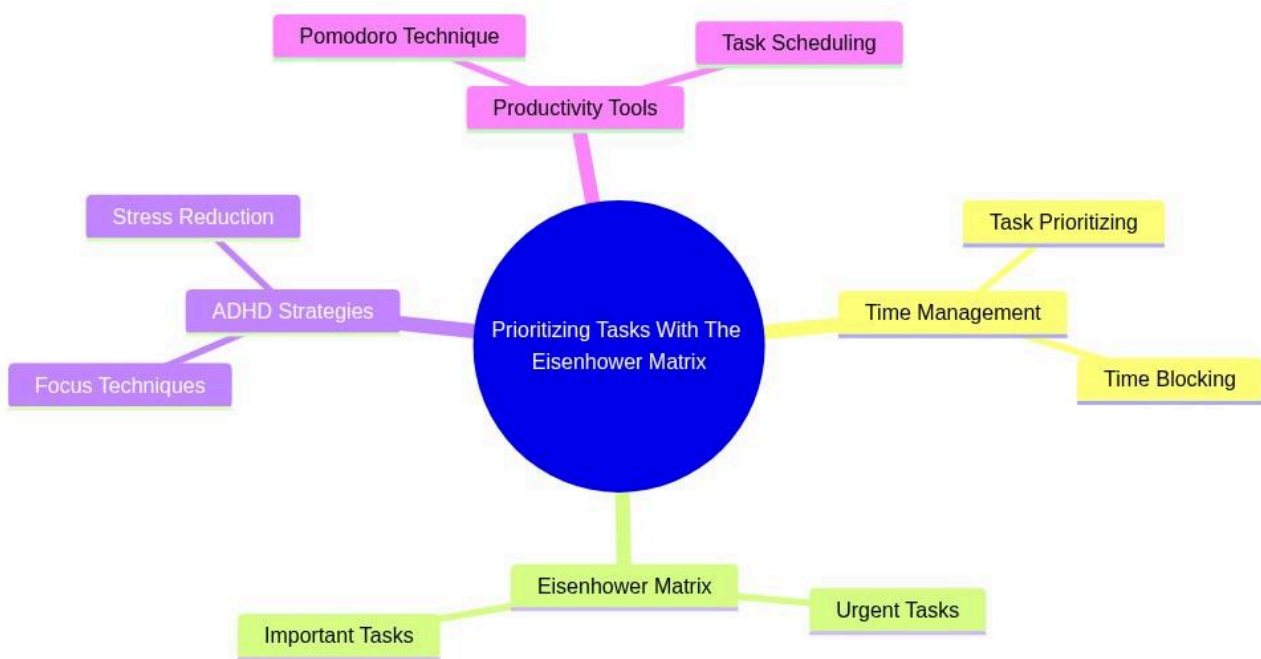 Pomodoro Technique
Task Scheduling
Productivity Tools
Stress Reduction
Task Prioritizing
ADHD Strategies
Time Management
Prioritizing Tasks With The
Eisenhower Matrix
Focus Techniques
Time Blocking
Eisenhower Matrix
Urgent Tasks
Important Tasks